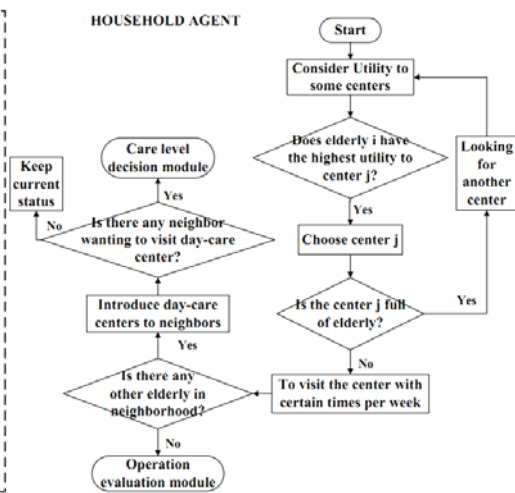 HOUSEHOLD AGENT
Start
Consider Utility to
some centers
Does elderly i have
the highest utility to
center j?
Yes
Choose center j
Is the center j full
of elderly?
Yes
Looking
for
another
center
No
To visit the center with
certain times per week
Is there any
other elderly in
neighborhood?
No
Operation
evaluation module
Yes
Introduce day-care
centers to neighbors
Is there any neighbor
wanting to visit day-care
center?
No
Keep
current
status
Yes
Care level
decision module